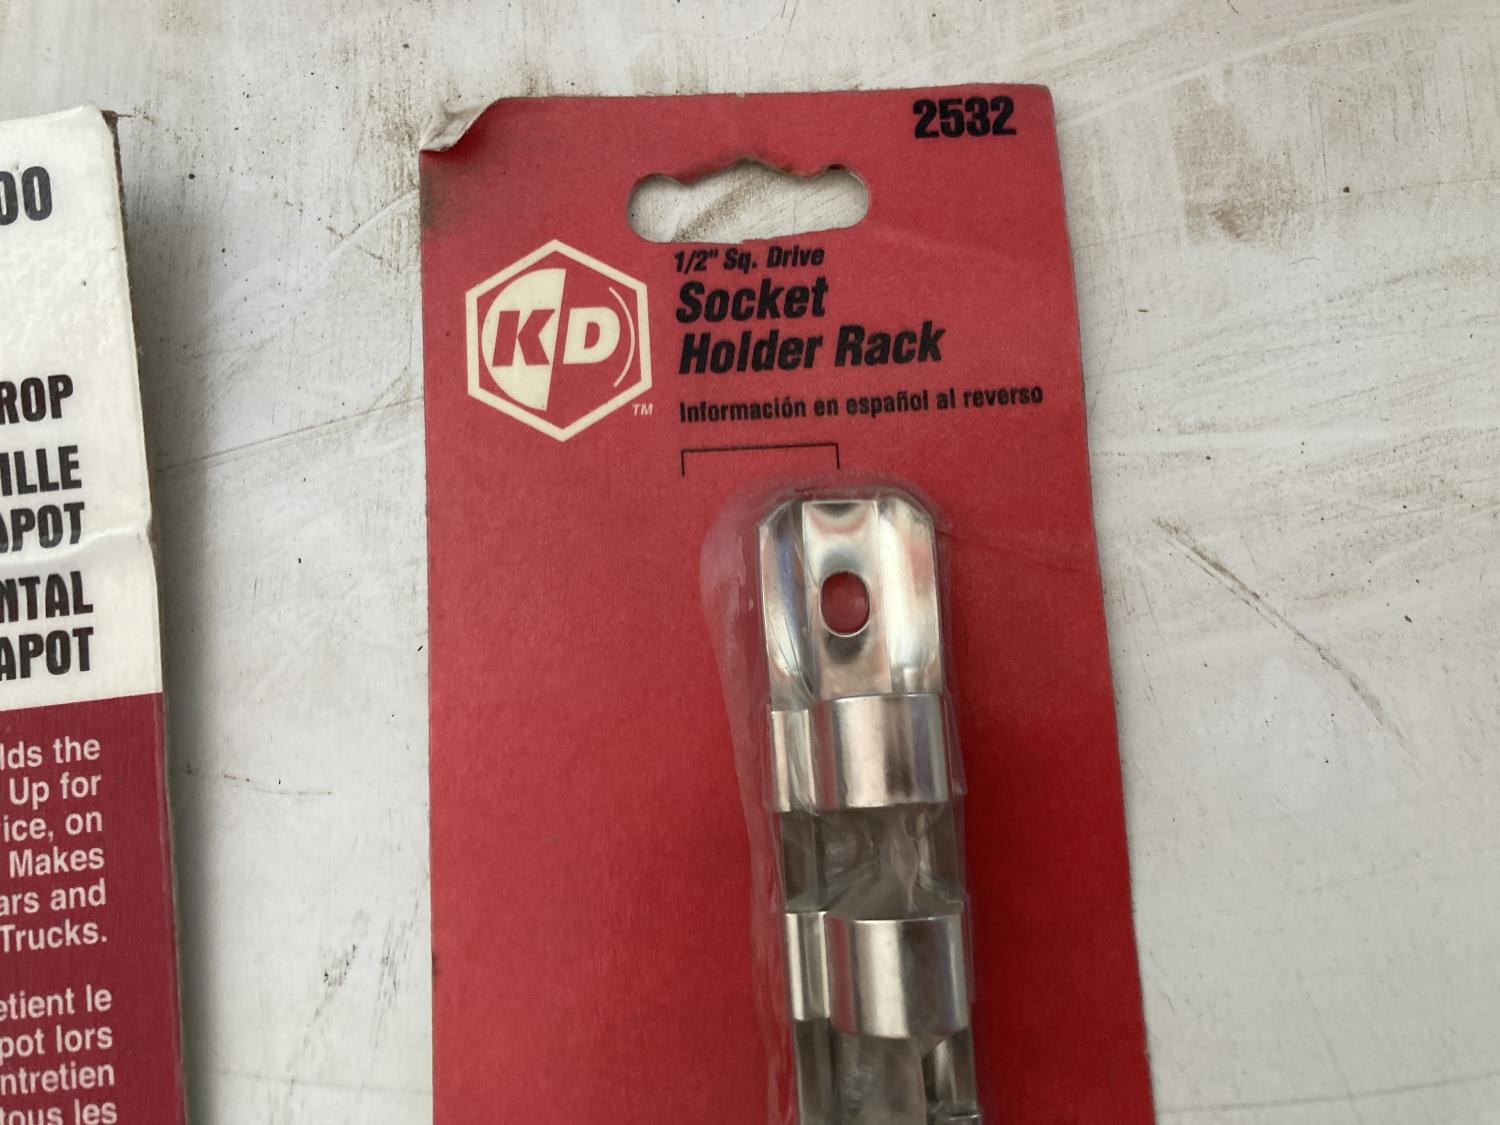 00
ROP
ILLE
APOT
NTAL
APOT
lds the
Up for
ice, on
Makes
ars and
Trucks.
etient le
pot lors
ntretien
tous les
2532
KD
TM
1/2" Sq. Drive
Socket
Holder Rack
Información en español al reverso